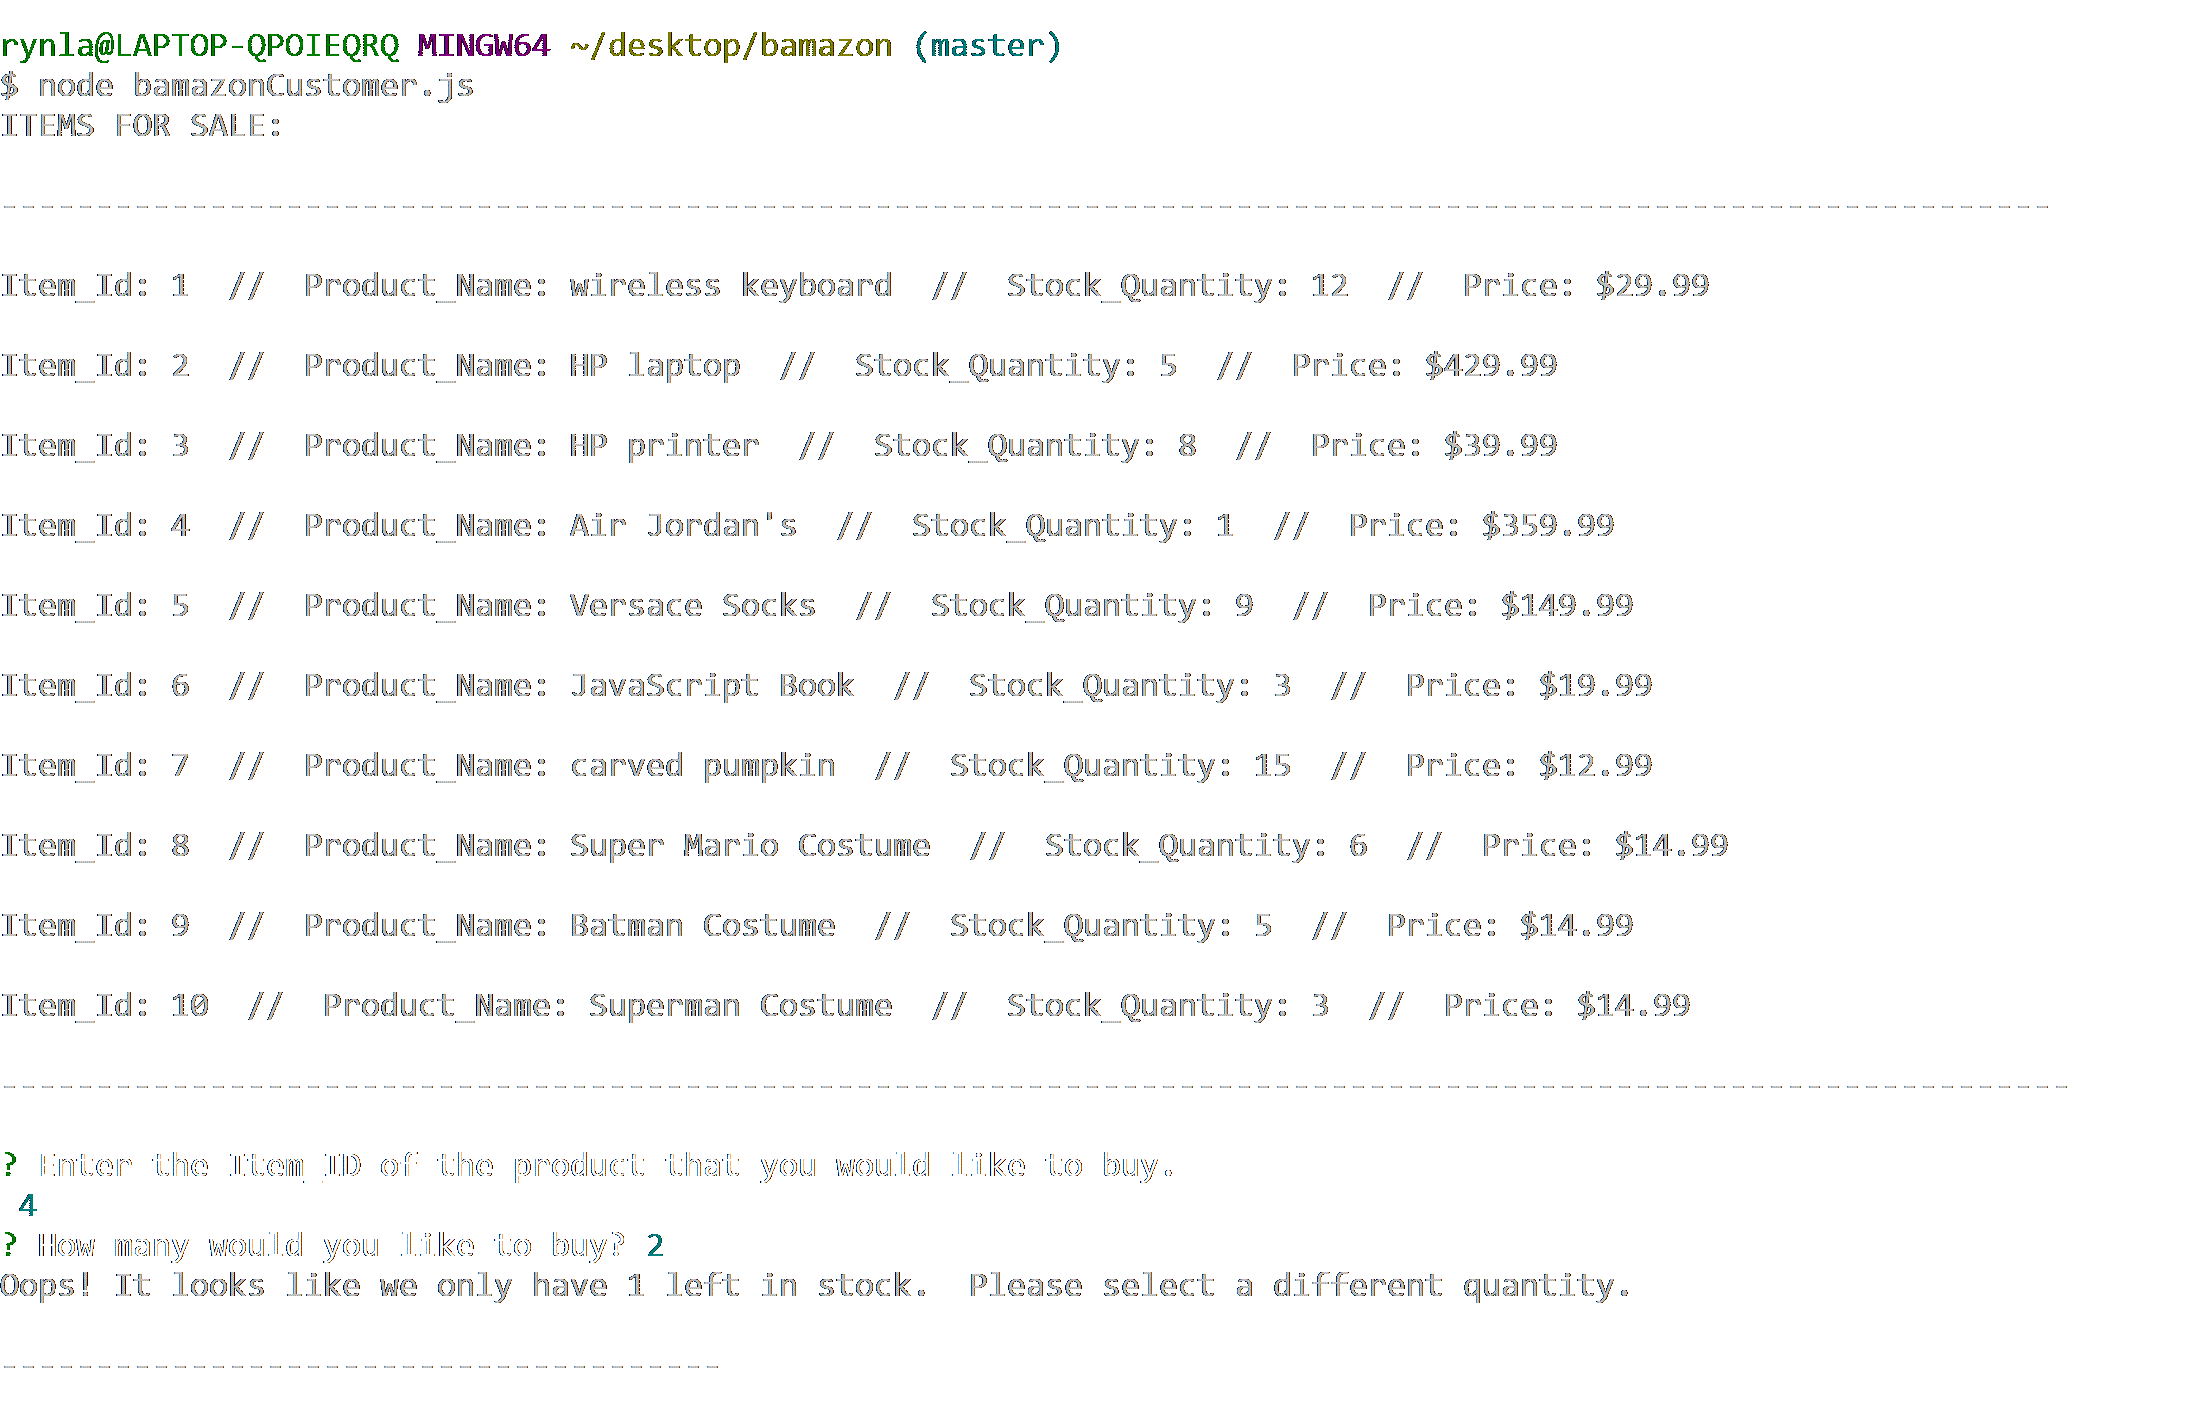 rynla@LAPTOP-QPOIEQRQ MINGW64 ~/desktop/bamazon (master)
$ node bamazonCustomer.js
ITEMS FOR SALE:
------------------------------------------------------------------------------------------------------------
Item_Id: 1  //  Product_Name: wireless keyboard  //  Stock_Quantity: 12  //  Price: $29.99
Item_Id: 2  //  Product_Name: HP laptop  //  Stock_Quantity: 5  //  Price: $429.99
Item_Id: 3  //  Product_Name: HP printer  //  Stock_Quantity: 8  //  Price: $39.99
Item_Id: 4  //  Product_Name: Air Jordan's  //  Stock_Quantity: 1  //  Price: $359.99
Item_Id: 5  //  Product_Name: Versace Socks  //  Stock_Quantity: 9  //  Price: $149.99
Item_Id: 6  //  Product_Name: JavaScript Book  //  Stock_Quantity: 3  //  Price: $19.99
Item_Id: 7  //  Product_Name: carved pumpkin  //  Stock_Quantity: 15  //  Price: $12.99
Item_Id: 8  //  Product_Name: Super Mario Costume  //  Stock_Quantity: 6  //  Price: $14.99
Item_Id: 9  //  Product_Name: Batman Costume  //  Stock_Quantity: 5  //  Price: $14.99
Item_Id: 10  //  Product_Name: Superman Costume  //  Stock_Quantity: 3  //  Price: $14.99
-------------------------------------------------------------------------------------------------------------
? Enter the Item_ID of the product that you would like to buy.
 4
? How many would you like to buy? 2
Oops! It looks like we only have 1 left in stock.  Please select a different quantity.
--------------------------------------